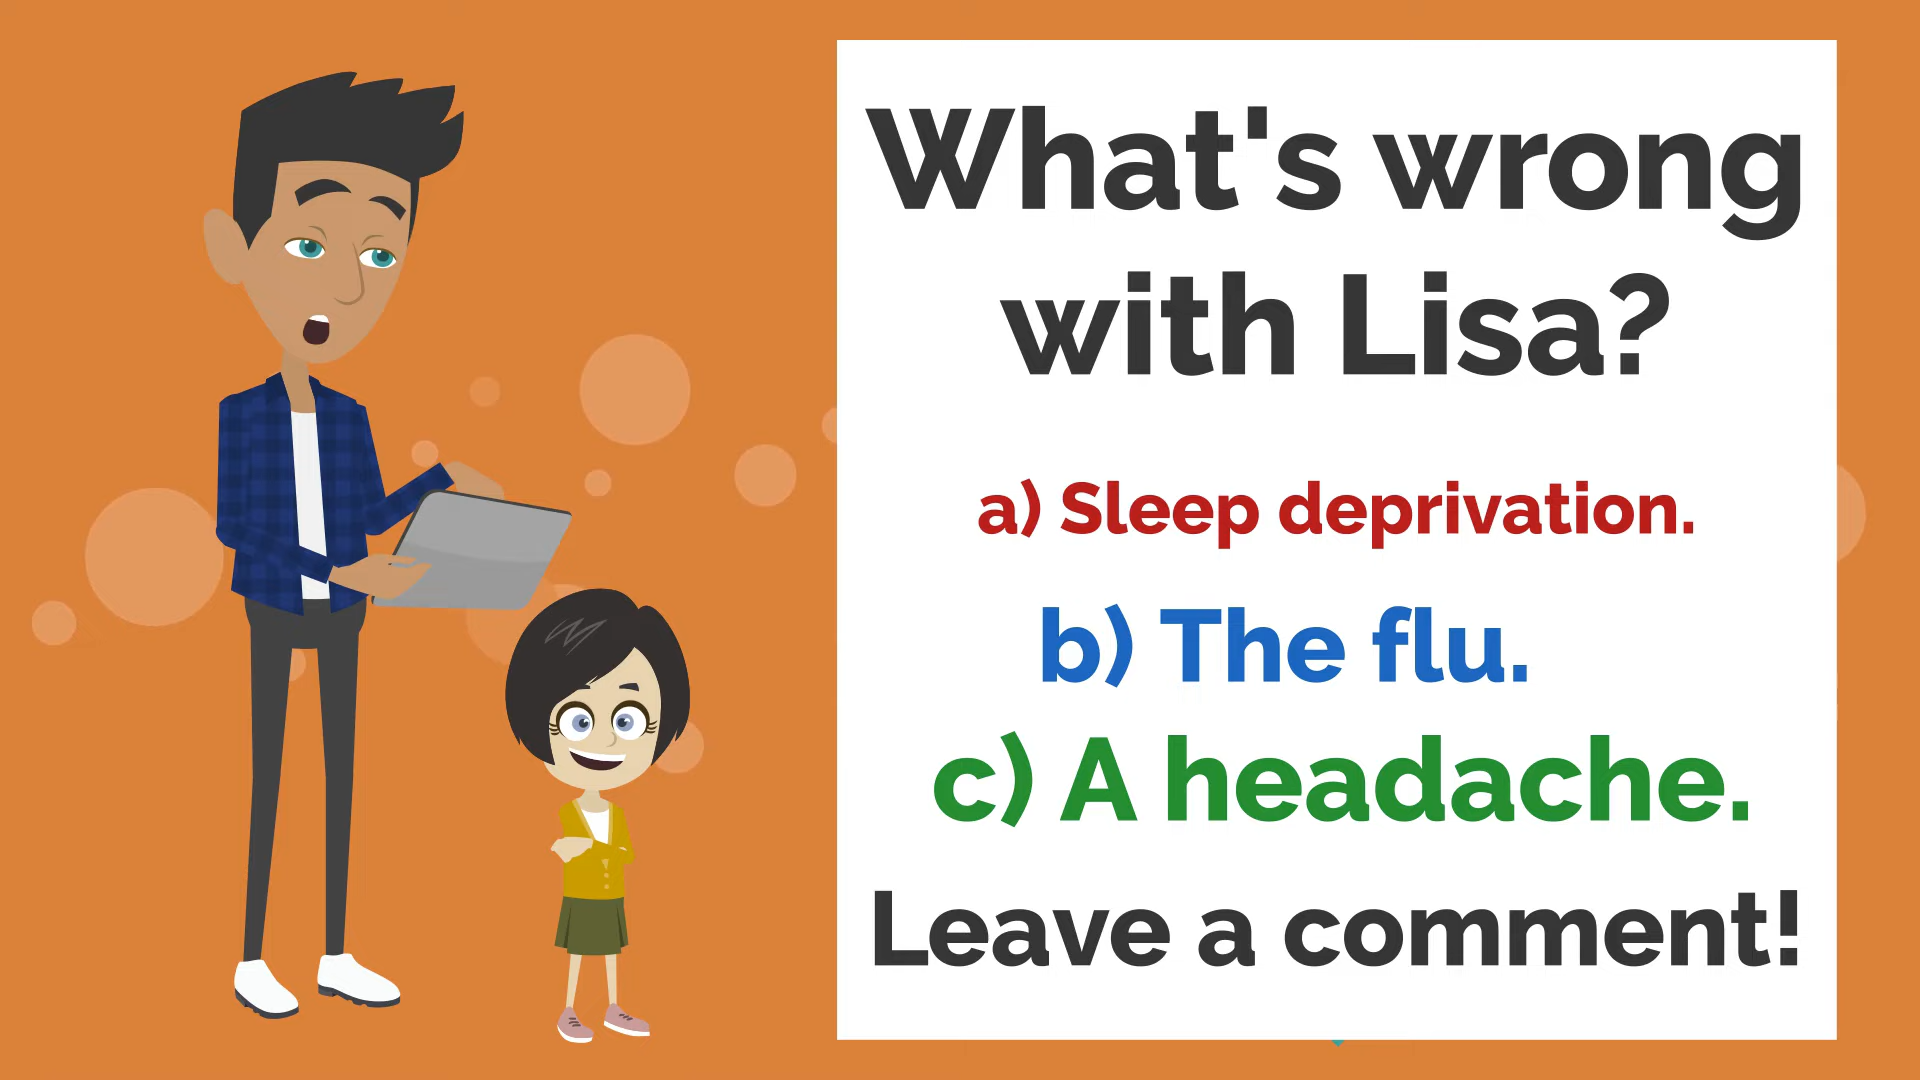 What's wrong
with Lisa?
a) Sleep deprivation.
b) The flu.
c) A headache.
Leave a comment!